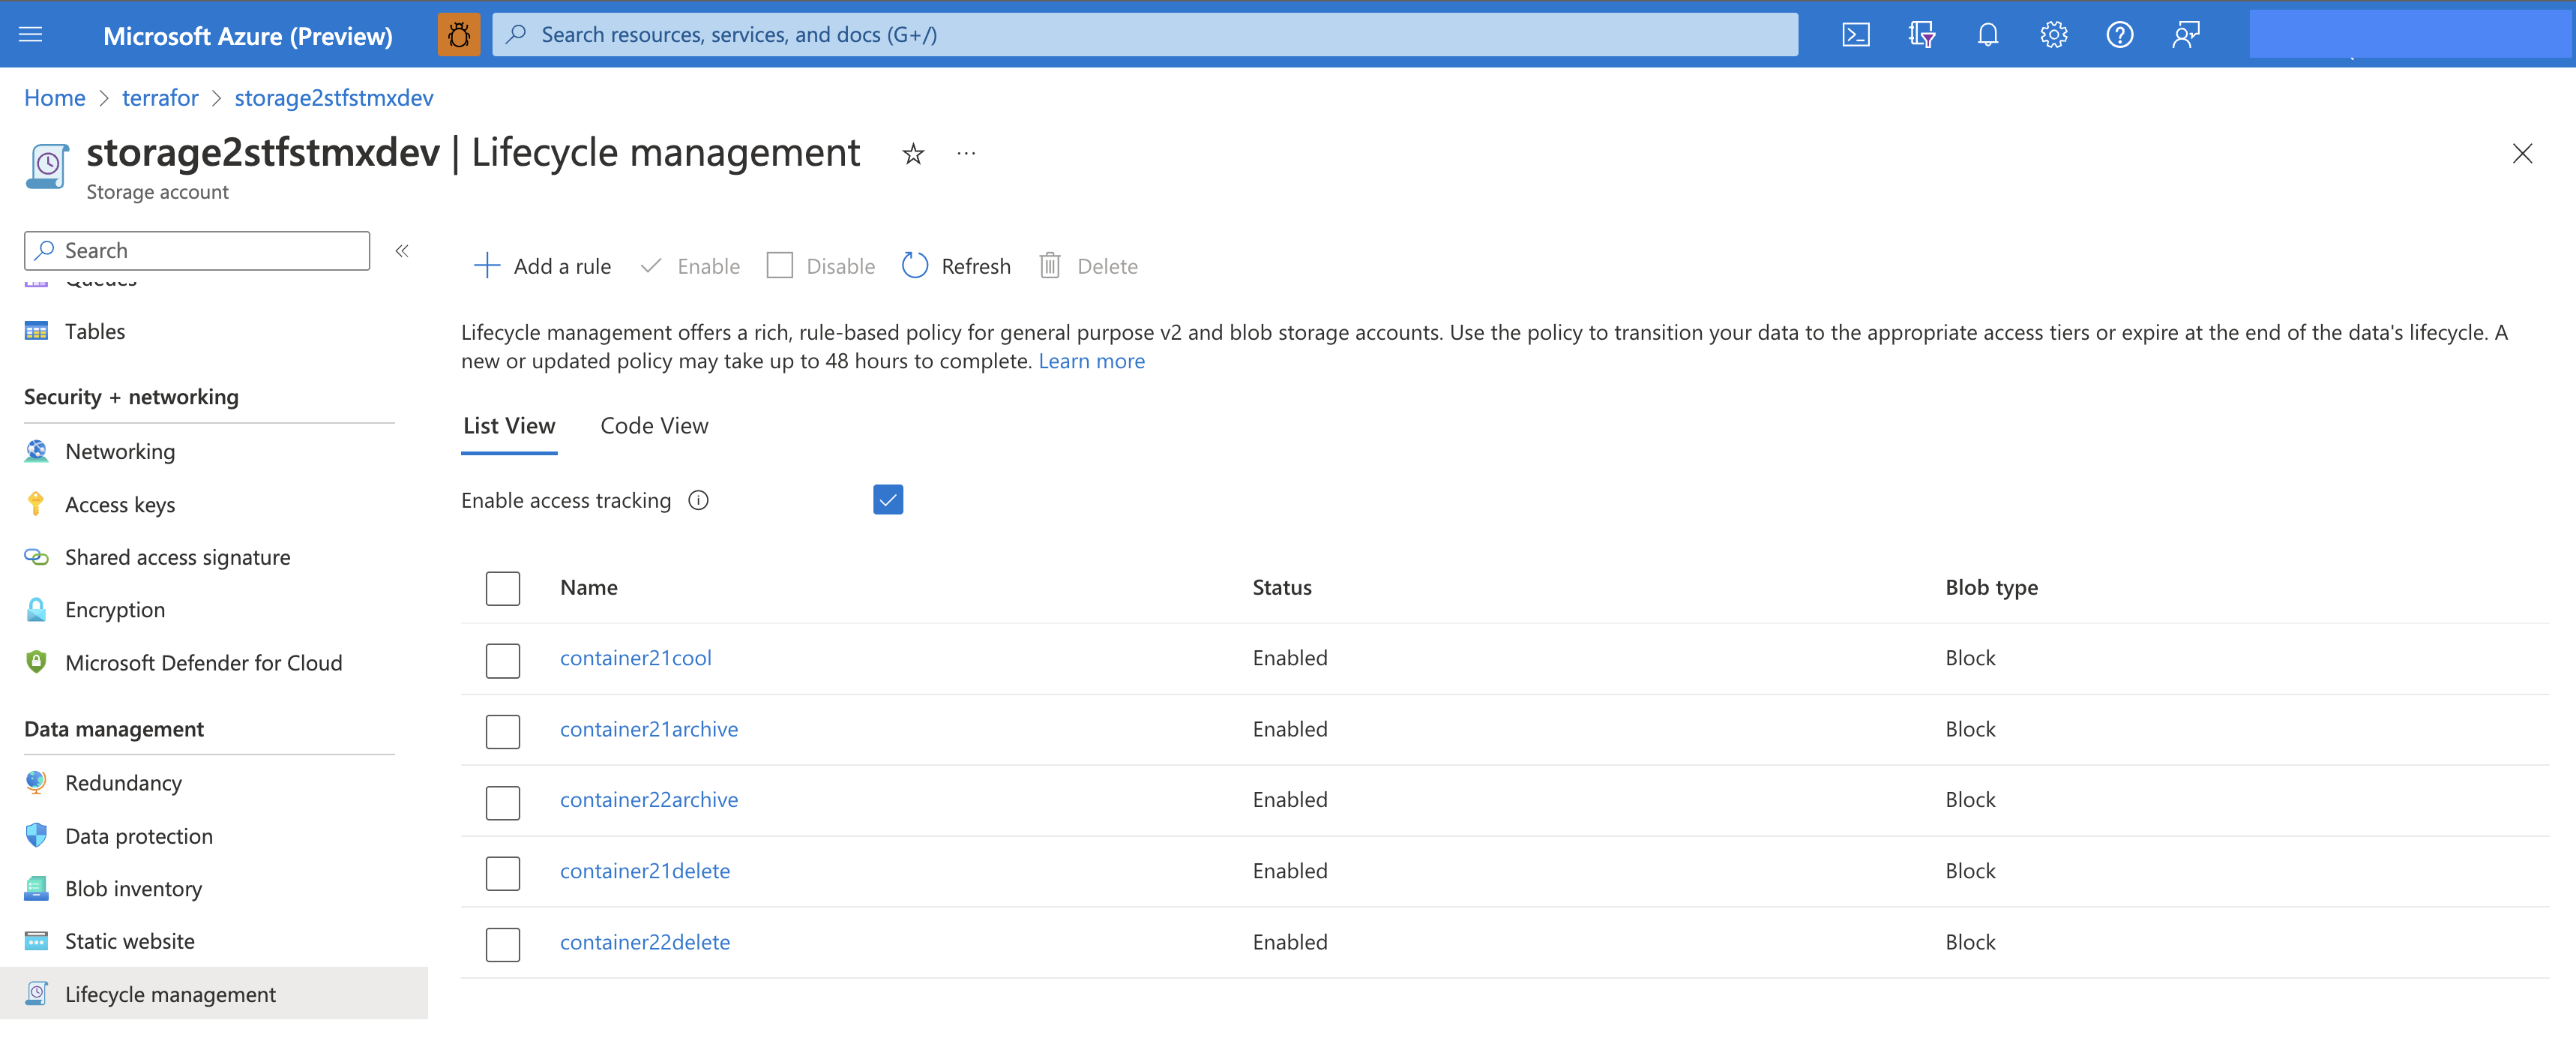 Microsoft Azure (Preview)
Search resources, services, and docs (G+/)
Home > terrafor > storage2stfstmxdev
storage2stfstmxdev | Lifecycle management
Storage account
Search
Queues
Tables
Security + networking
Networking
Access keys
Shared access signature
Encryption
Microsoft Defender for Cloud
Data management
Redundancy
Data protection
Blob inventory
Static website
Lifecycle management
Add a rule Enable Disable Refresh Delete
Lifecycle management offers a rich, rule-based policy for general purpose v2 and blob storage accounts. Use the policy to transition your data to the appropriate access tiers or expire at the end of the data's lifecycle. A
new or updated policy may take up to 48 hours to complete. Learn more
List View Code View
Enable access tracking
Name Status Blob type
container21cool Enabled Block
container21archive Enabled Block
container22archive Enabled Block
container21delete Enabled Block
container22delete Enabled Block